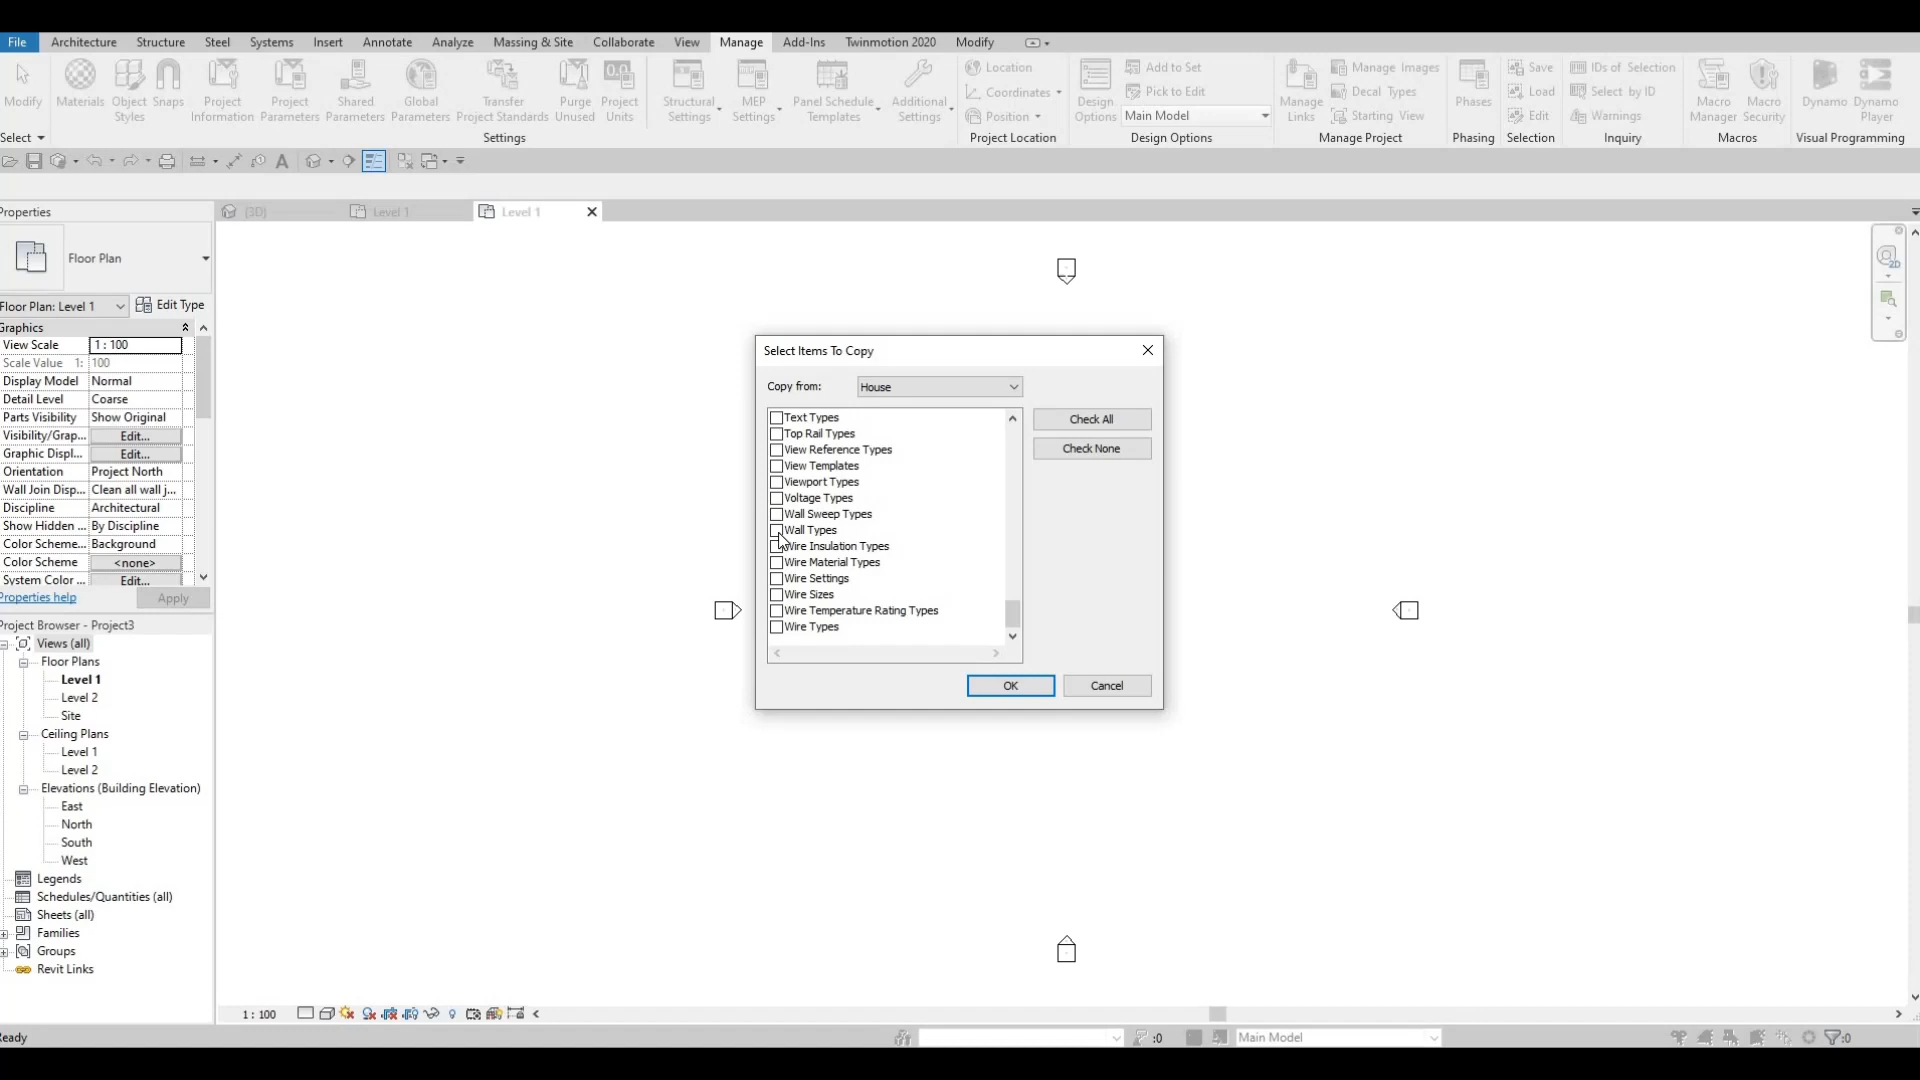 File Architecture Structure Steel Systems Insert Annotate Analyze Massing & Site Collaborate View Manage Add-Ins Twinmotion 2020 Modify
Modify Materials Object Styles Snaps Project Information Project Parameters Shared Parameters Global Parameters Transfer Project Standards Purge Unused Project Units Structural Settings MEP Settings Panel Schedule Templates Additional Settings
Location
Coordinates
Position
Design Options
Add to Set
Pick to Edit
Main Model
Manage Links
Manage Images
Decal Types
Starting View
Phases
Save
Load
Edit
IDs of Selection
Select by ID
Warnings
Macro Manager Macro Security Dynamo Dynamo Player
Select Settings Project Location Design Options Manage Project Phasing Selection Inquiry Macros Visual Programming
Properties
(3D) Level 1 Level 1
Floor Plan
Floor Plan: Level 1 Edit Type
Graphics
View Scale 1 : 100
Scale Value 1: 100
Display Model Normal
Detail Level Coarse
Parts Visibility Show Original
Visibility/Grap... Edit...
Graphic Displ... Edit...
Orientation Project North
Wall Join Disp... Clean all wall j...
Discipline Architectural
Show Hidden ... By Discipline
Color Scheme... Background
Color Scheme <none>
System Color ... Edit...
Properties help Apply
Project Browser - Project3
Views (all)
Floor Plans
Level 1
Level 2
Site
Ceiling Plans
Level 1
Level 2
Elevations (Building Elevation)
East
North
South
West
Legends
Schedules/Quantities (all)
Sheets (all)
Families
Groups
Revit Links
Select Items To Copy
Copy from: House
Text Types
Top Rail Types
View Reference Types
View Templates
Viewport Types
Voltage Types
Wall Sweep Types
Wall Types
Wire Insulation Types
Wire Material Types
Wire Settings
Wire Sizes
Wire Temperature Rating Types
Wire Types
Check All
Check None
OK Cancel
2D
1 : 100
eady :0 Main Model :0